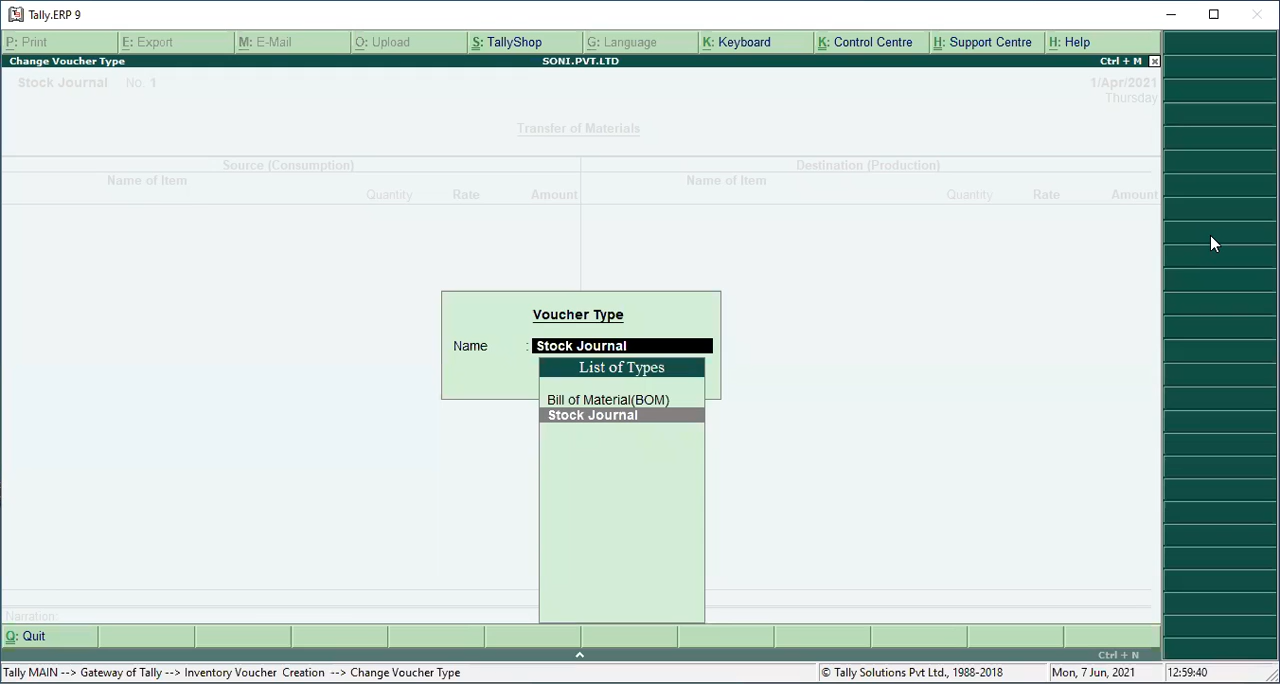 Tally.ERP 9
P: Print E: Export M: E-Mail O: Upload S: TallyShop G: Language K: Keyboard K: Control Centre H: Support Centre H: Help
Change Voucher Type SONI.PVT.LTD Ctrl + M
Stock Journal No. 1 1/Apr/2021
Thursday
Transfer of Materials
Source (Consumption) Destination (Production)
Name of Item Name of Item
Quantity Rate Amount Quantity Rate Amount
Voucher Type
Name : Stock Journal
List of Types
Bill of Material(BOM)
Stock Journal
Narration:
Q: Quit
Ctrl + N
Tally MAIN --> Gateway of Tally --> Inventory Voucher Creation --> Change Voucher Type © Tally Solutions Pvt Ltd., 1988-2018 Mon, 7 Jun, 2021 12:59:40